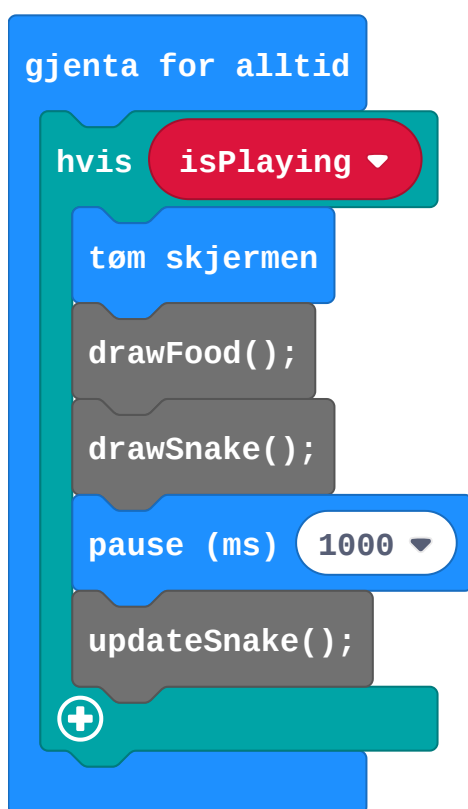 gjenta for alltid
hvis isPlaying
tøm skjermen
drawFood();
drawSnake();
pause (ms) 1000
updateSnake();